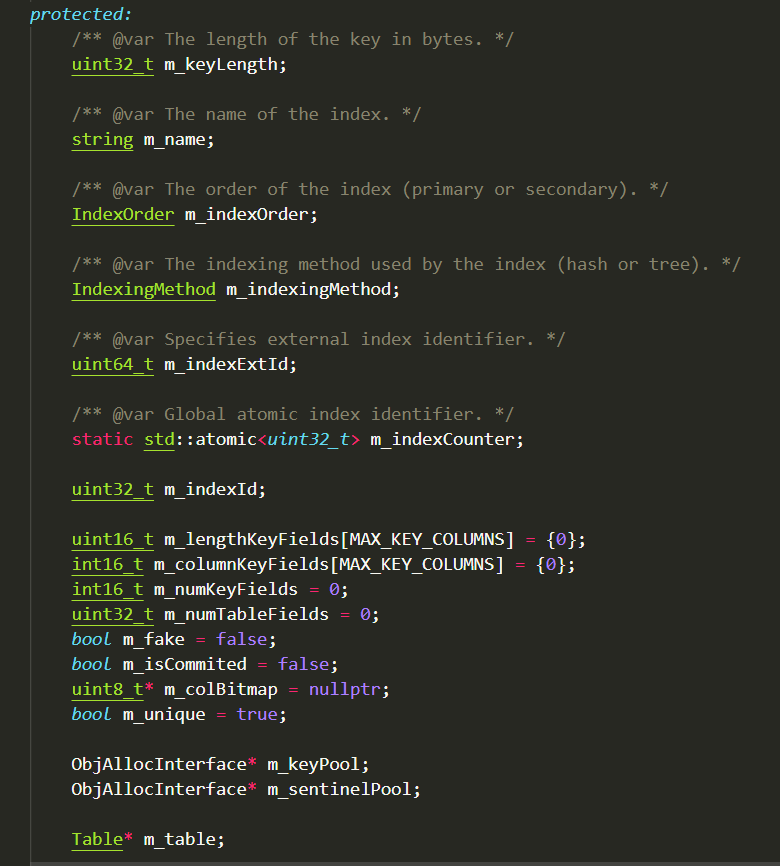 protected:
/** @var The length of the key in bytes. */
uint32_t m_keyLength;
/** @var The name of the index. */
string m_name;
/** @var The order of the index (primary or secondary). */
IndexOrder m_indexOrder;
/** @var The indexing method used by the index (hash or tree). */
IndexingMethod m_indexingMethod;
/** @var Specifies external index identifier. */
uint64_t m_indexExtId;
/** @var Global atomic index identifier. */
static std::atomic<uint32_t> m_indexCounter;
uint32_t m_indexId;
uint16_t m_lengthKeyFields[MAX_KEY_COLUMNS] = {0};
int16_t m_columnKeyFields[MAX_KEY_COLUMNS] = {0};
int16_t m_numKeyFields = 0;
uint32_t m_numTableFields = 0;
bool m_fake = false;
bool m_isCommited = false;
uint8_t* m_colBitmap = nullptr;
bool m_unique = true;
ObjAllocInterface* m_keyPool;
ObjAllocInterface* m_sentinelPool;
Table* m_table;